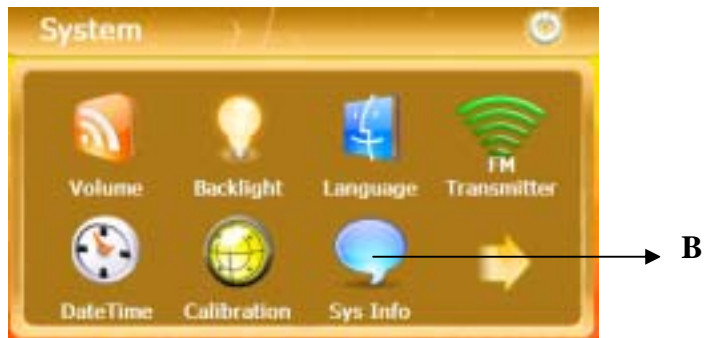 System
Volume Backlight Language FM
Transmitter
DateTime Calibration Sys Info
B